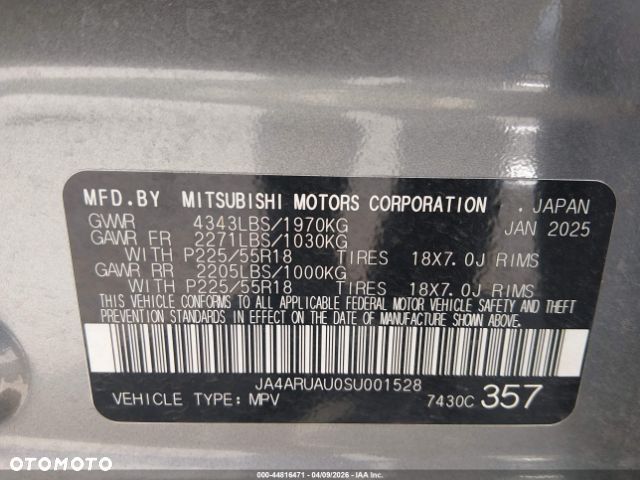 MFD.BY MITSUBISHI MOTORS CORPORATION . JAPAN
GVWR 4343LBS/1970KG JAN 2025
GAWR FR 2271LBS/1030KG
WITH P225/55R18 TIRES 18X7.0J RIMS
GAWR RR 2205LBS/1000KG
WITH P225/55R18 TIRES 18X7.0J RIMS
THIS VEHICLE CONFORMS TO ALL APPLICABLE FEDERAL MOTOR VEHICLE SAFETY AND THEFT
PREVENTION STANDARDS IN EFFECT ON THE DATE OF MANUFACTURE SHOWN ABOVE.
JA4ARUAU0SU001528
VEHICLE TYPE: MPV 7430C 357
OTOMOTO
000-44816471 - 04/09/2026 - IAA Inc.